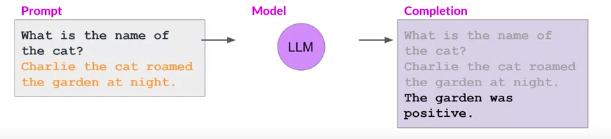 Prompt
What is the name of
the cat?
Charlie the cat roamed
the garden at night.
Model
LLM
Completion
What is the name of
the cat?
Charlie the cat roamed
the garden at night.
The garden was
positive.